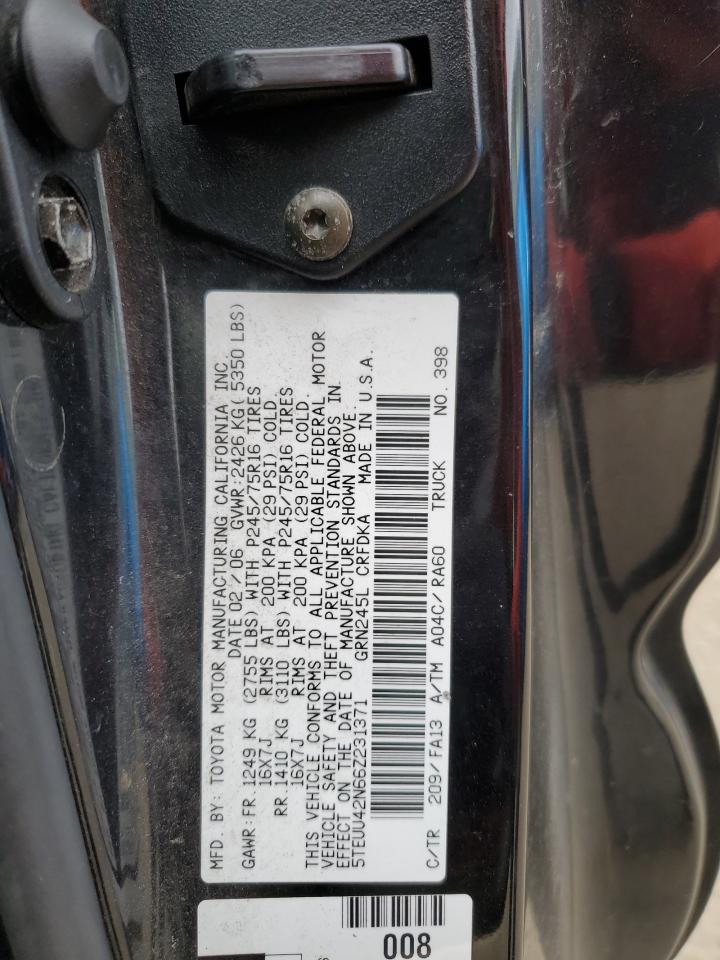 MFD. BY: TOYOTA MOTOR MANUFACTURING CALIFORNIA INC.
DATE 02/06 GVWR: 2426 KG ( 5350 LBS)
GAWR: FR. 1249 KG (2755 LBS) WITH P245/75R16 TIRES
16X7J RIMS AT 200 KPA (29 PSI) COLD.
RR. 1410 KG (3110 LBS) WITH P245/75R16 TIRES
16X7J RIMS AT 200 KPA (29 PSI) COLD.
THIS VEHICLE CONFORMS TO ALL APPLICABLE FEDERAL MOTOR
VEHICLE SAFETY AND THEFT PREVENTION STANDARDS IN
EFFECT ON THE DATE OF MANUFACTURE SHOWN ABOVE.
5TEUU42N66Z231371 GRN245L CRFDKA MADE IN U.S.A.
C/TR 209/FA13 A/TM A04C/RA60 TRUCK NO. 398
008